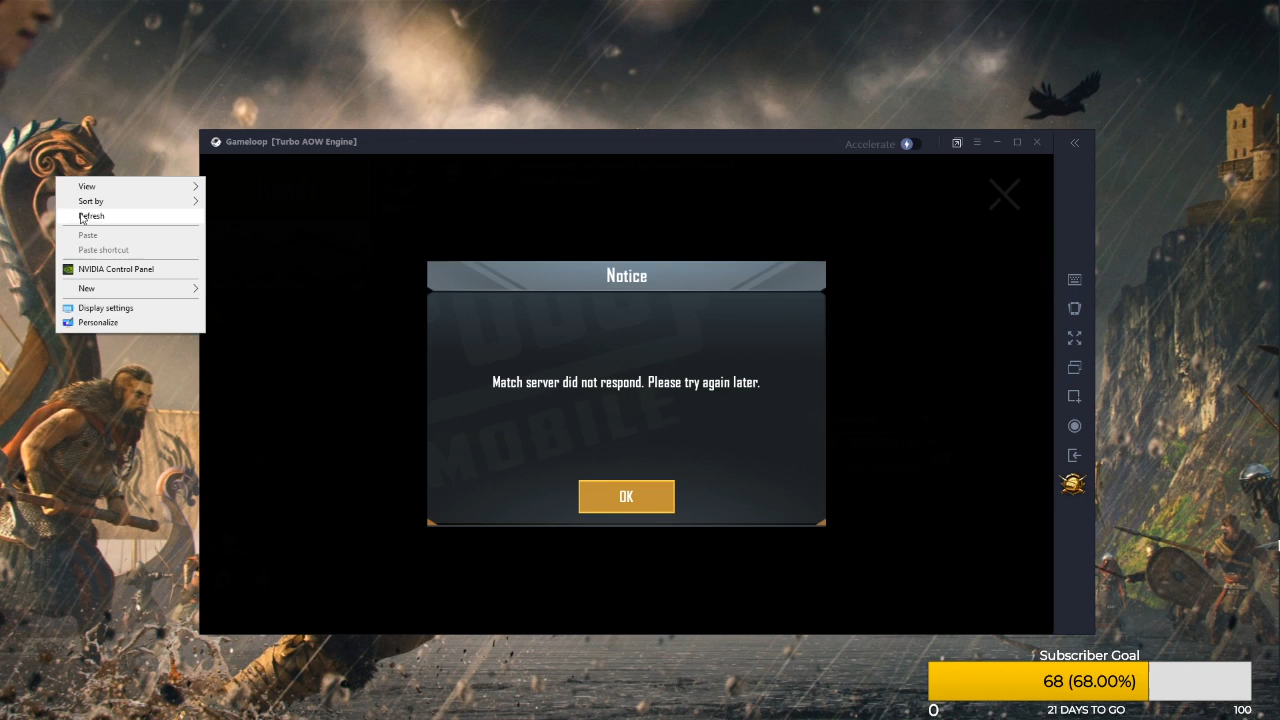 Gameloop [Turbo AOW Engine]
Accelerate
View
Sort by
Refresh
Paste
Paste shortcut
NVIDIA Control Panel
New
Display settings
Personalize
Notice
PUBG
MOBILE
Match server did not respond. Please try again later.
OK
Subscriber Goal
68 (68.00%)
0
21 DAYS TO GO
100